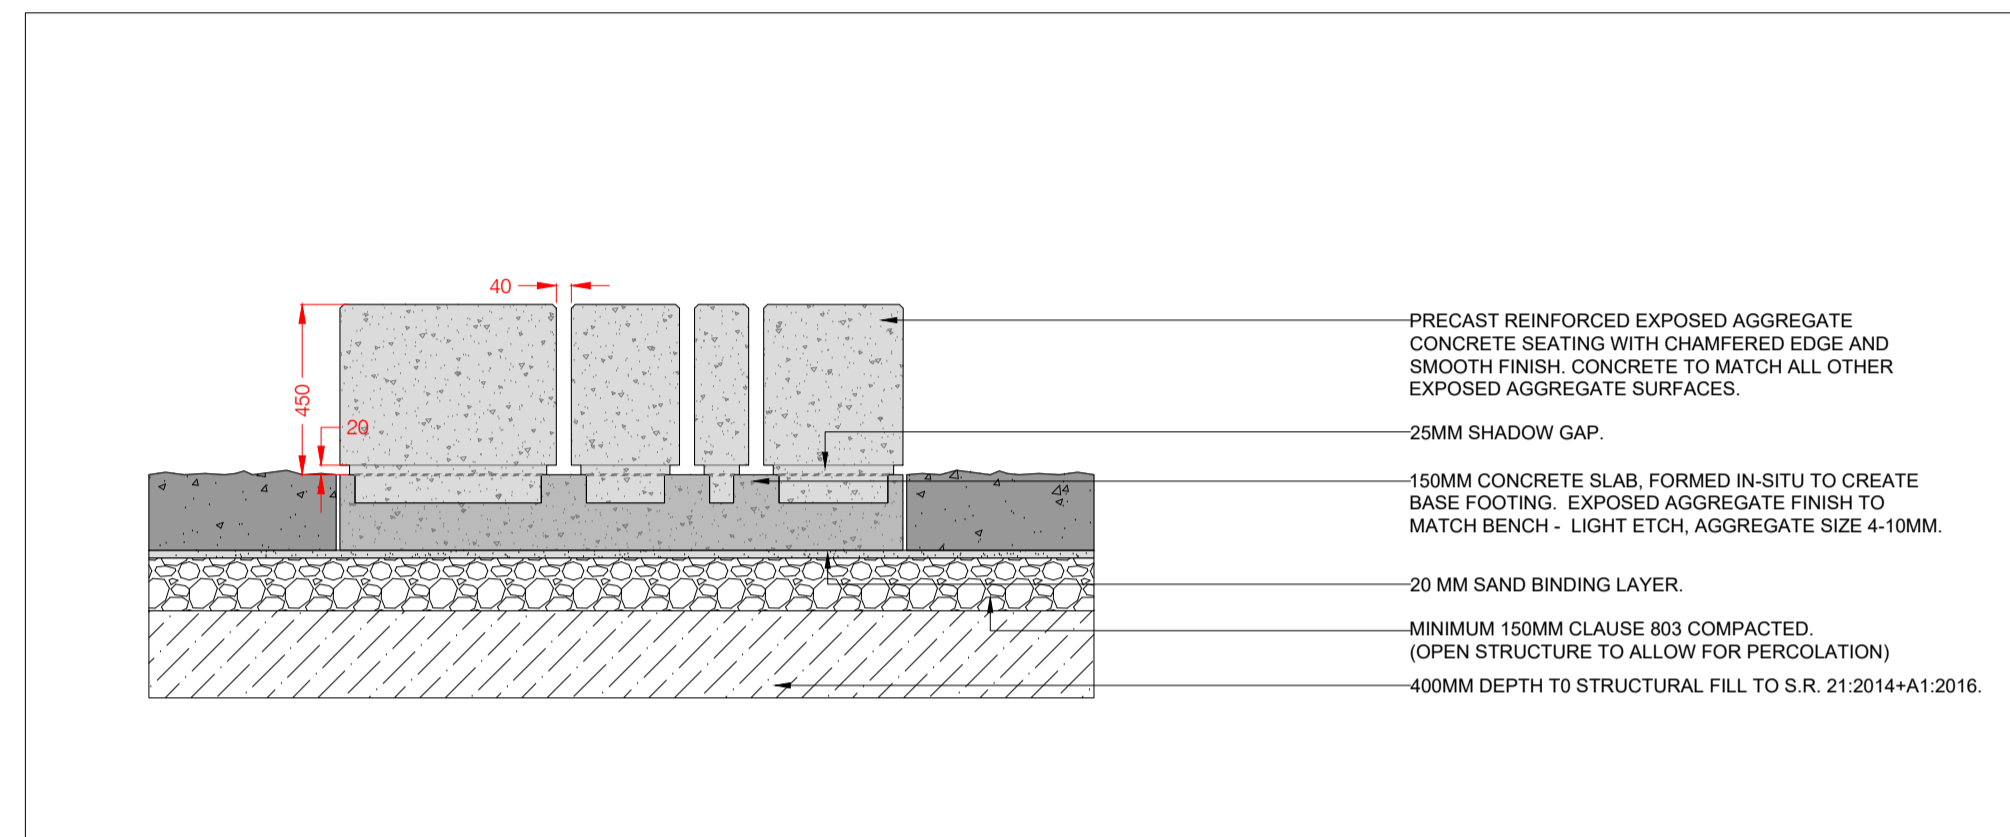 40
450
20
PRECAST REINFORCED EXPOSED AGGREGATE
CONCRETE SEATING WITH CHAMFERED EDGE AND
SMOOTH FINISH. CONCRETE TO MATCH ALL OTHER
EXPOSED AGGREGATE SURFACES.
25MM SHADOW GAP.
150MM CONCRETE SLAB, FORMED IN-SITU TO CREATE
BASE FOOTING. EXPOSED AGGREGATE FINISH TO
MATCH BENCH - LIGHT ETCH, AGGREGATE SIZE 4-10MM.
20 MM SAND BINDING LAYER.
MINIMUM 150MM CLAUSE 803 COMPACTED.
(OPEN STRUCTURE TO ALLOW FOR PERCOLATION)
400MM DEPTH T0 STRUCTURAL FILL TO S.R. 21:2014+A1:2016.